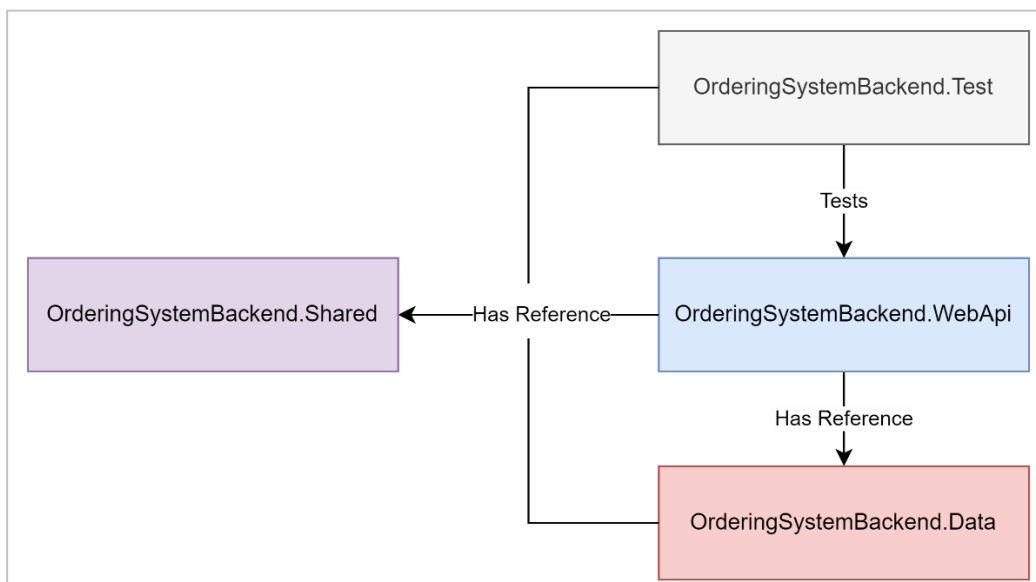 OrderingSystemBackend.Test
Tests
OrderingSystemBackend.Shared
Has Reference
OrderingSystemBackend.WebApi
Has Reference
OrderingSystemBackend.Data